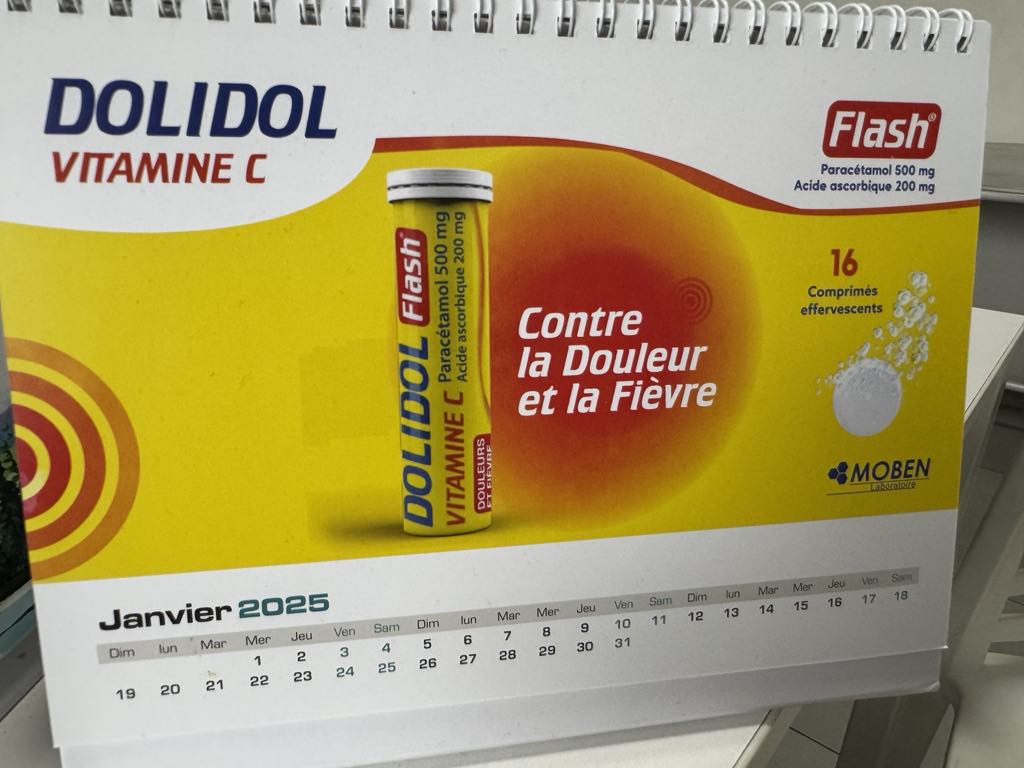 DOLIDOL
VITAMINE C
Flash®
Paracétamol 500 mg
Acide ascorbique 200 mg
DOLIDOL Flash®
VITAMINE C Paracétamol 500 mg
Acide ascorbique 200 mg
DOULEURS
ET FIÈVRE
Contre
la Douleur
et la Fièvre
16
Comprimés
effervescents
MOBEN
Laboratoire
Janvier 2025
Dim lun Mar Mer Jeu Ven Sam Dim lun Mar Mer Jeu Ven Sam Dim lun Mar Mer Jeu Ven Sam
1 2 3 4 5 6 7 8 9 10 11 12 13 14 15 16 17 18
19 20 21 22 23 24 25 26 27 28 29 30 31